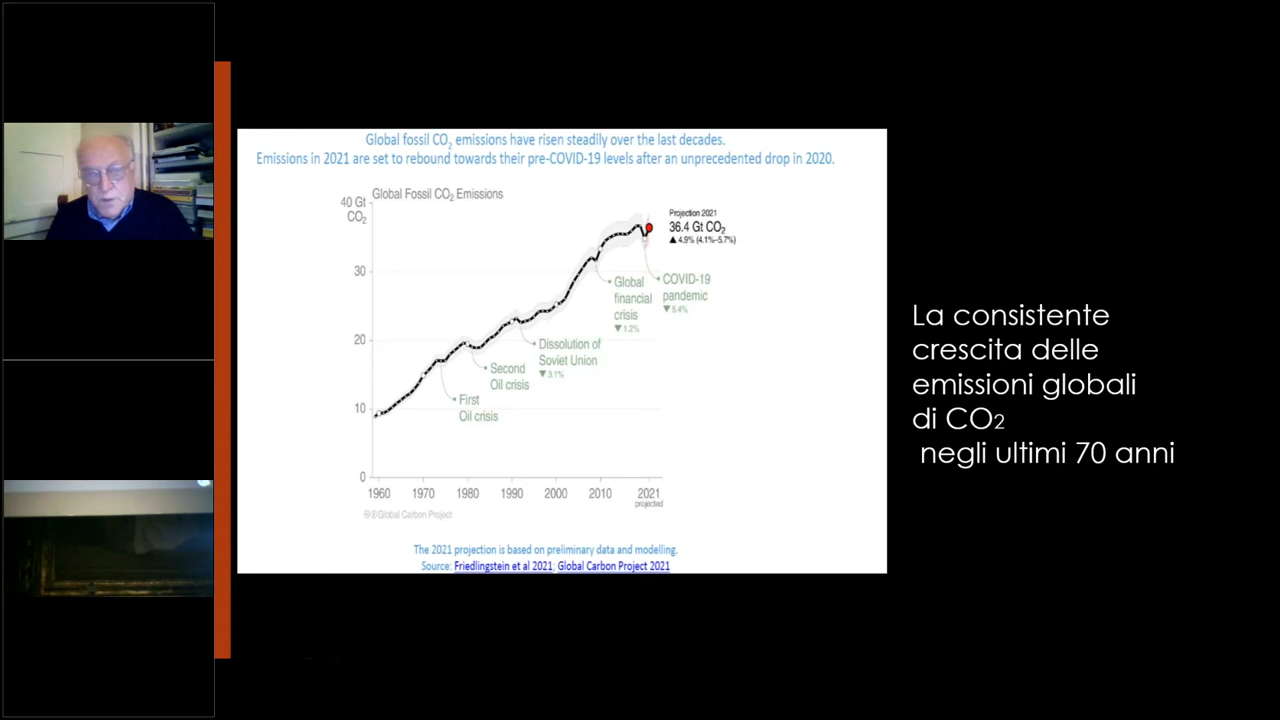 Global fossil CO2 emissions have risen steadily over the last decades.
Emissions in 2021 are set to rebound towards their pre-COVID-19 levels after an unprecedented drop in 2020.
Global Fossil CO2 Emissions
40 Gt
CO2
30
20
10
0
1960 1970 1980 1990 2000 2010 2021
projected
Projection 2021
36.4 Gt CO2
▲ 4.9% (4.1%–5.7%)
COVID-19
pandemic
▼ 5.4%
Global
financial
crisis
▼ 1.2%
Dissolution of
Soviet Union
▼ 3.1%
Second
Oil crisis
First
Oil crisis
Global Carbon Project
The 2021 projection is based on preliminary data and modelling.
Source: Friedlingstein et al 2021; Global Carbon Project 2021
La consistente
crescita delle
emissioni globali
di CO2
negli ultimi 70 anni